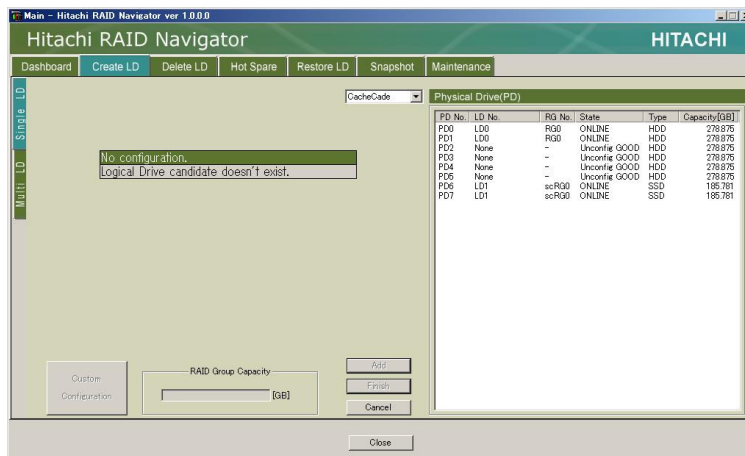 Main - Hitachi RAID Navigator ver 1.0.0.0
Hitachi RAID Navigator
HITACHI
Dashboard Create LD Delete LD Hot Spare Restore LD Snapshot Maintenance
Single LD
Multi LD
CacheCade
No configuration.
Logical Drive candidate doesn't exist.
Custom
Configuration
RAID Group Capacity
[GB]
Add
Finish
Cancel
Physical Drive(PD)
PD No. LD No. RG No. State Type Capacity[GB]
PD0 LD0 RG0 ONLINE HDD 278.875
PD1 LD0 RG0 ONLINE HDD 278.875
PD2 None - Unconfig GOOD HDD 278.875
PD3 None - Unconfig GOOD HDD 278.875
PD4 None - Unconfig GOOD HDD 278.875
PD5 None - Unconfig GOOD HDD 278.875
PD6 LD1 scRG0 ONLINE SSD 185.781
PD7 LD1 scRG0 ONLINE SSD 185.781
Close